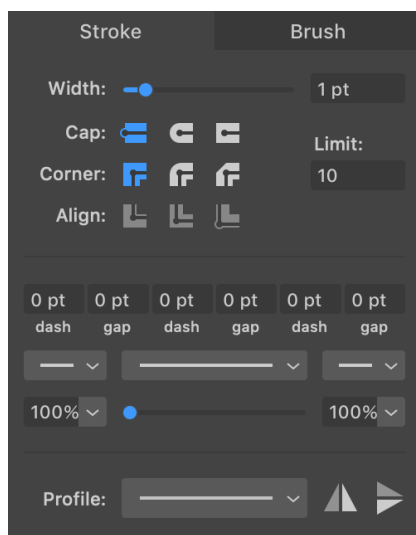 Stroke Brush
Width: 1 pt
Cap:
Limit:
Corner: 10
Align:
0 pt 0 pt 0 pt 0 pt 0 pt 0 pt
dash gap dash gap dash gap
100% 100%
Profile: